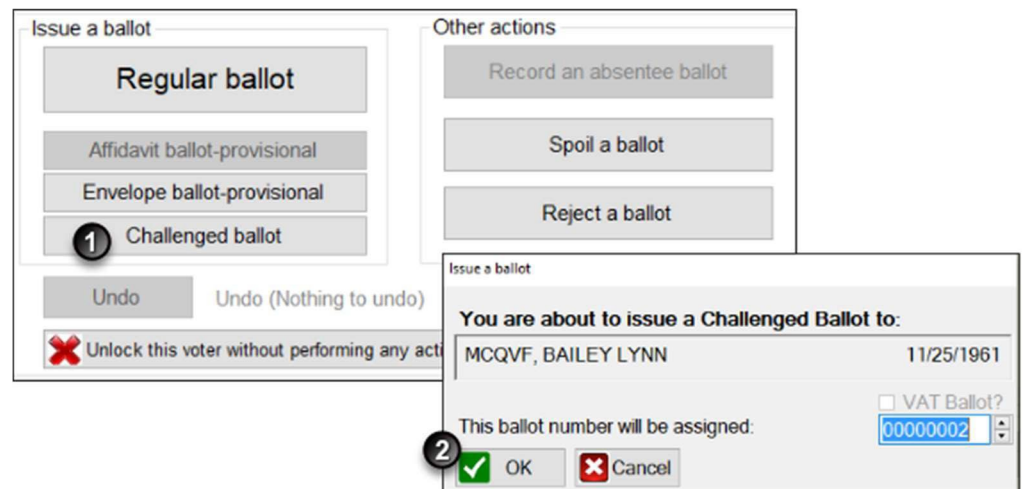 Issue a ballot
Regular ballot
Affidavit ballot-provisional
Envelope ballot-provisional
1
Challenged ballot
Undo
Undo (Nothing to undo)
Unlock this voter without performing any acti
Other actions
Record an absentee ballot
Spoil a ballot
Reject a ballot
Issue a ballot
You are about to issue a Challenged Ballot to:
MCQVF, BAILEY LYNN 11/25/1961
VAT Ballot?
This ballot number will be assigned: 00000002
2
OK Cancel